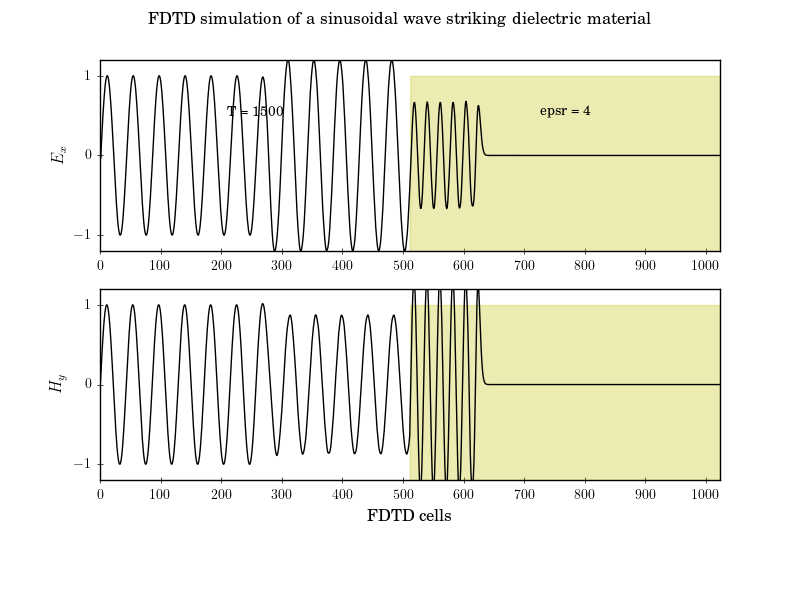 FDTD simulation of a sinusoidal wave striking dielectric material
1
T = 1500
epsr = 4
E_x
0
−1
0 100 200 300 400 500 600 700 800 900 1000
1
H_y
0
−1
0 100 200 300 400 500 600 700 800 900 1000
FDTD cells